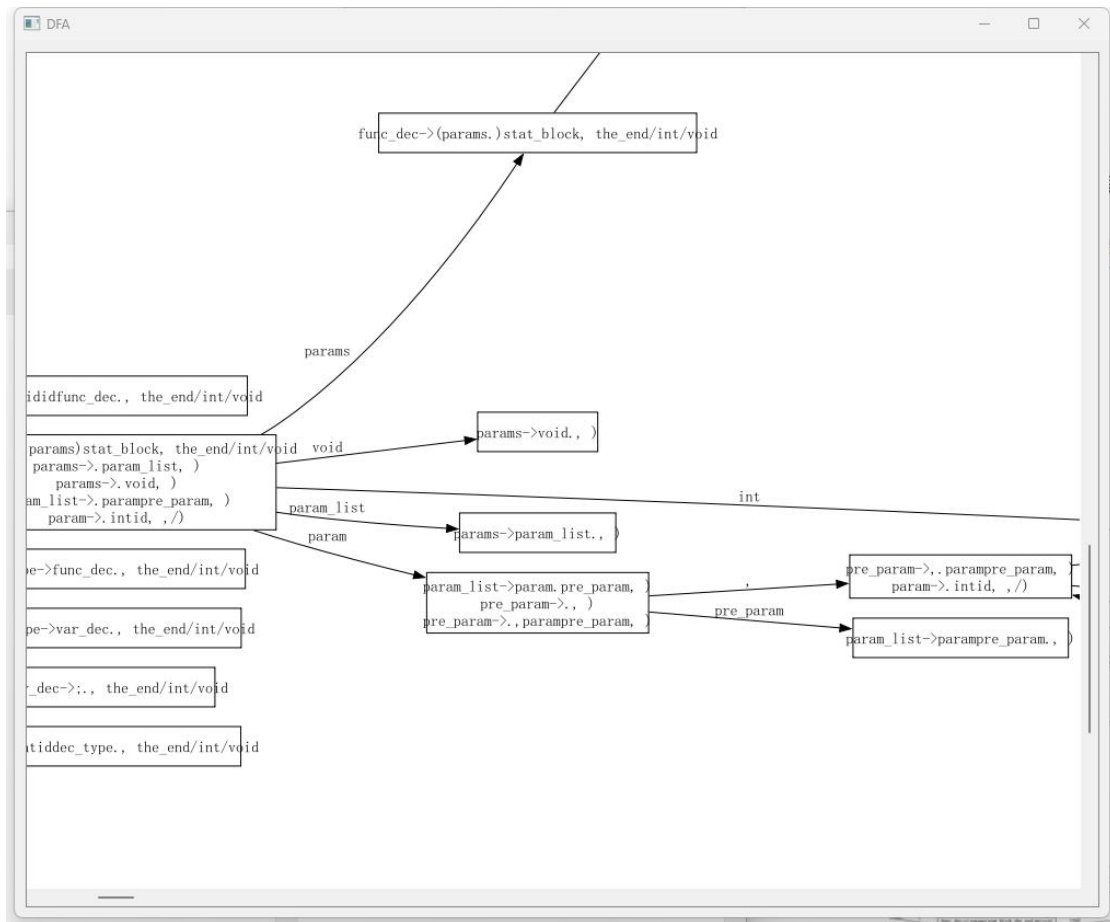 DFA
func_dec->(params.)stat_block, the_end/int/void
params
ididfunc_dec., the_end/int/void
params)stat_block, the_end/int/void
params->.param_list, )
params->.void, )
am_list->.parampre_param, )
param->.intid, ,/)
void
params->void., )
int
param_list
params->param_list., )
param
param_list->param.pre_param, )
pre_param->., )
pre_param->.,parampre_param, )
,
pre_param->,.parampre_param, )
param->.intid, ,/)
pre_param
param_list->parampre_param., )
pe->func_dec., the_end/int/void
pe->var_dec., the_end/int/void
r_dec->;., the_end/int/void
ntiddec_type., the_end/int/void